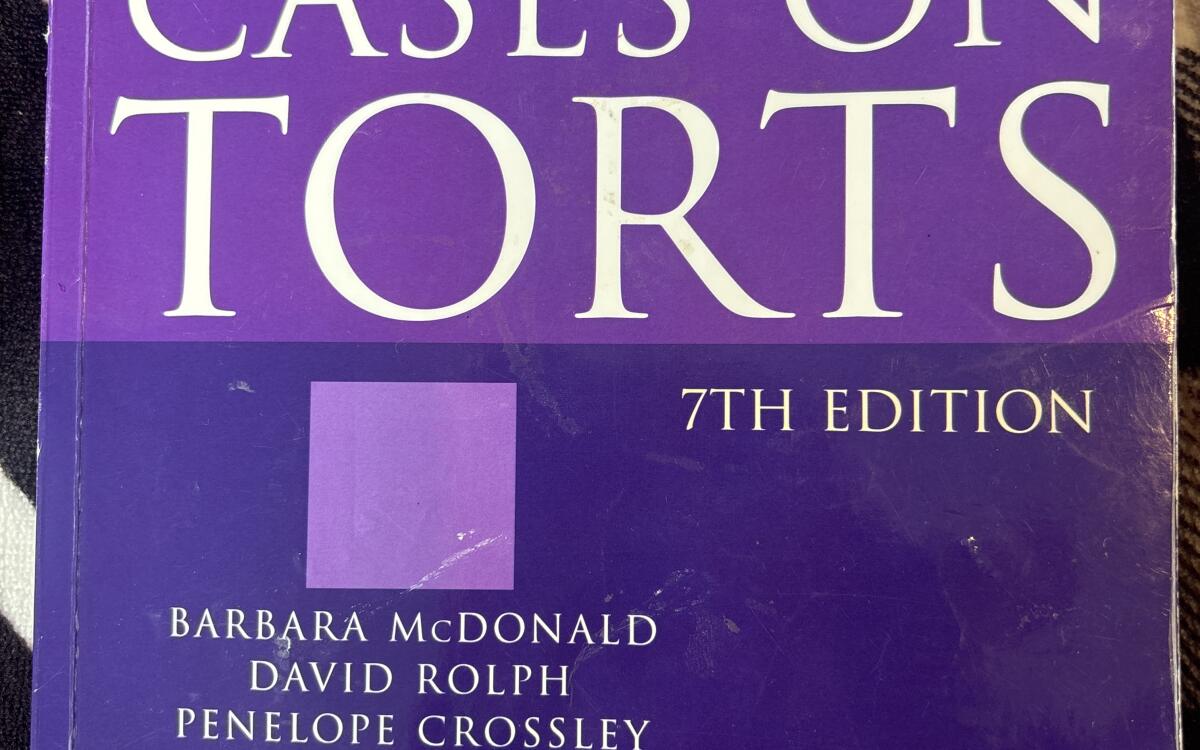 CASES ON
TORTS
7TH EDITION
BARBARA McDONALD
DAVID ROLPH
PENELOPE CROSSLEY